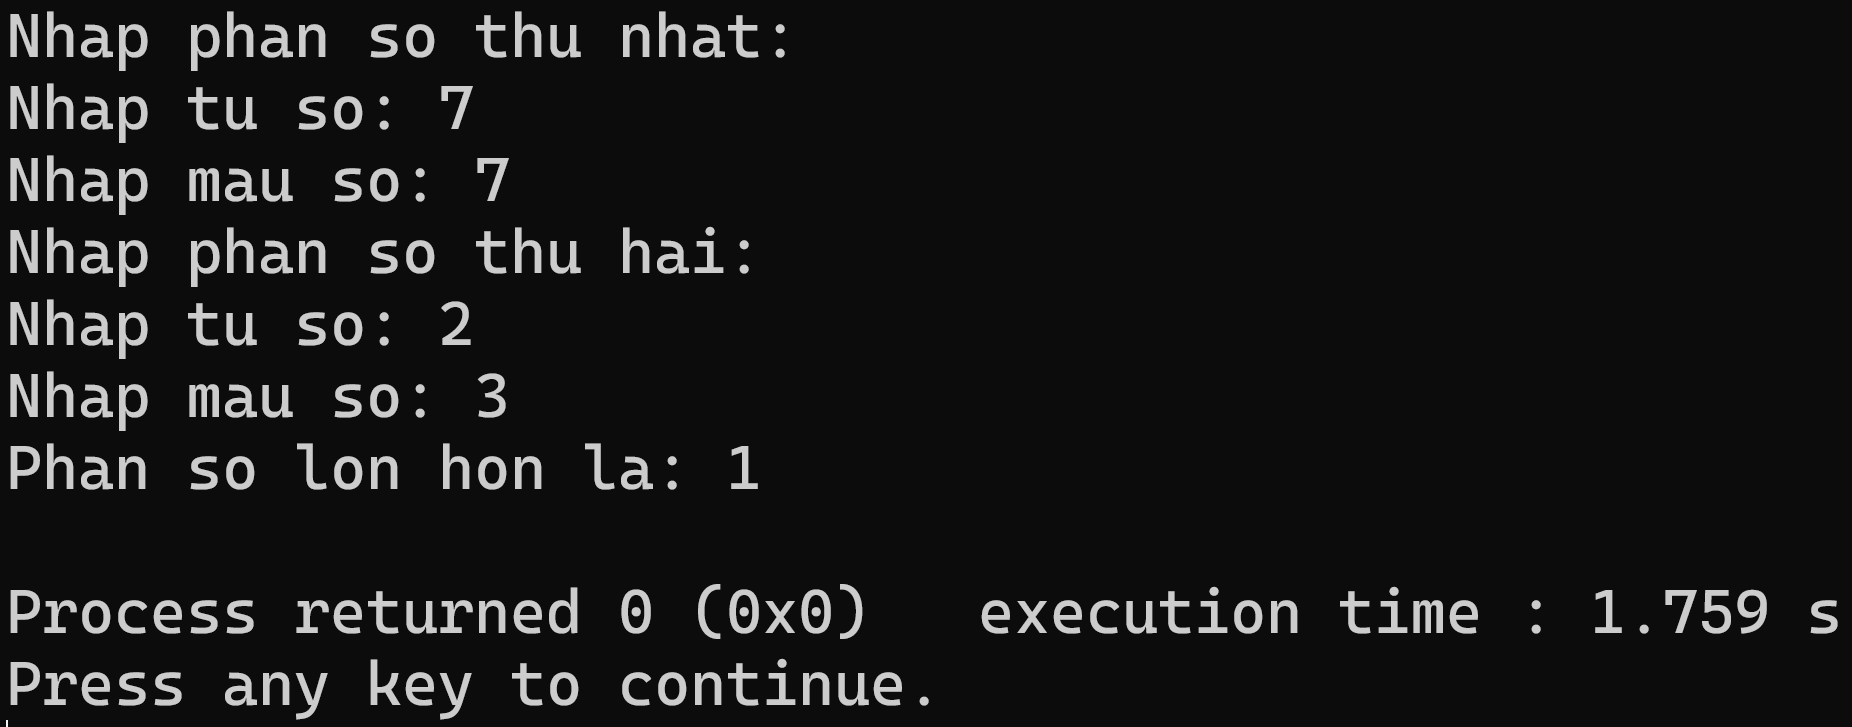 Nhap phan so thu nhat:
Nhap tu so: 7
Nhap mau so: 7
Nhap phan so thu hai:
Nhap tu so: 2
Nhap mau so: 3
Phan so lon hon la: 1
Process returned 0 (0x0)   execution time : 1.759 s
Press any key to continue.